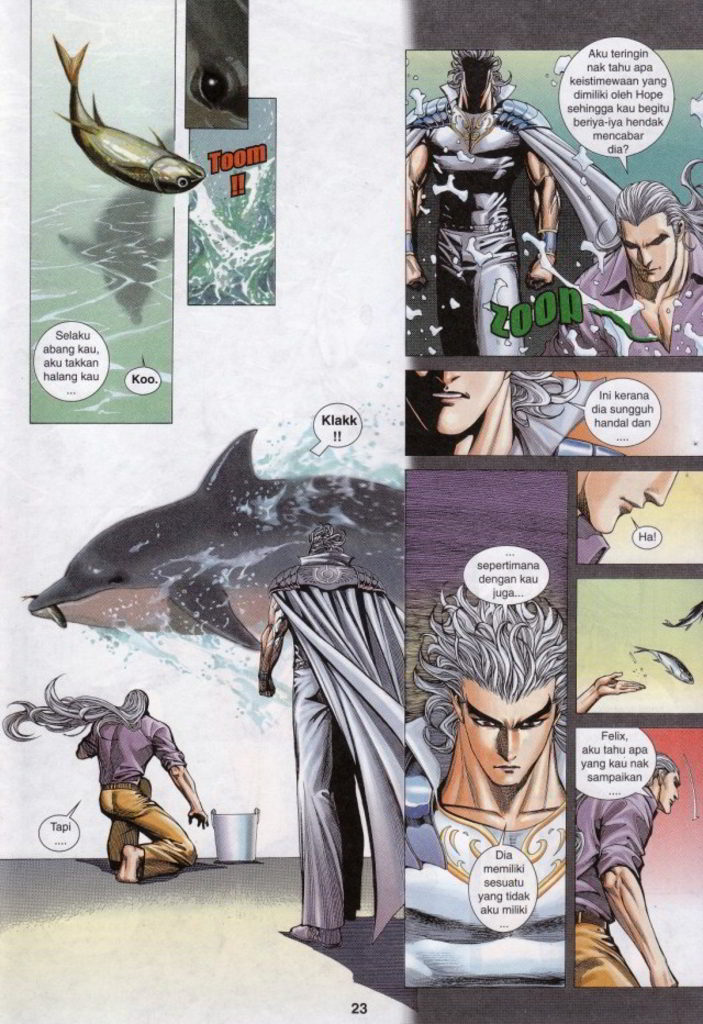 Toom
!!
Selaku
abang kau,
aku takkan
halang kau
...
Koo.
Klakk
!!
Tapi
....
Aku teringin
nak tahu apa
keistimewaan yang
dimiliki oleh Hope
sehingga kau begitu
beriya-iya hendak
mencabar
dia?
ZOOP
Ini kerana
dia sungguh
handal dan
....
...
sepertimana
dengan kau
juga...
Ha!
Dia
memiliki
sesuatu
yang tidak
aku miliki
...
Felix,
aku tahu apa
yang kau nak
sampaikan
....
23